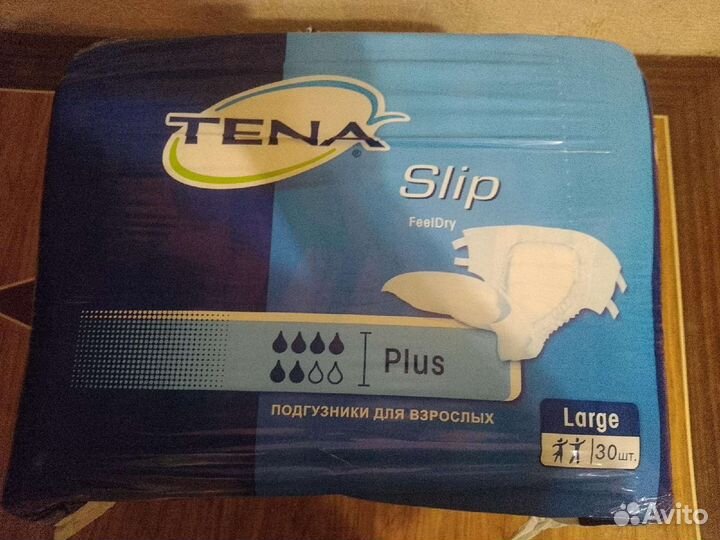 TENA
Slip
FeelDry
Plus
ПОДГУЗНИКИ ДЛЯ ВЗРОСЛЫХ
Large
30шт.
Avito